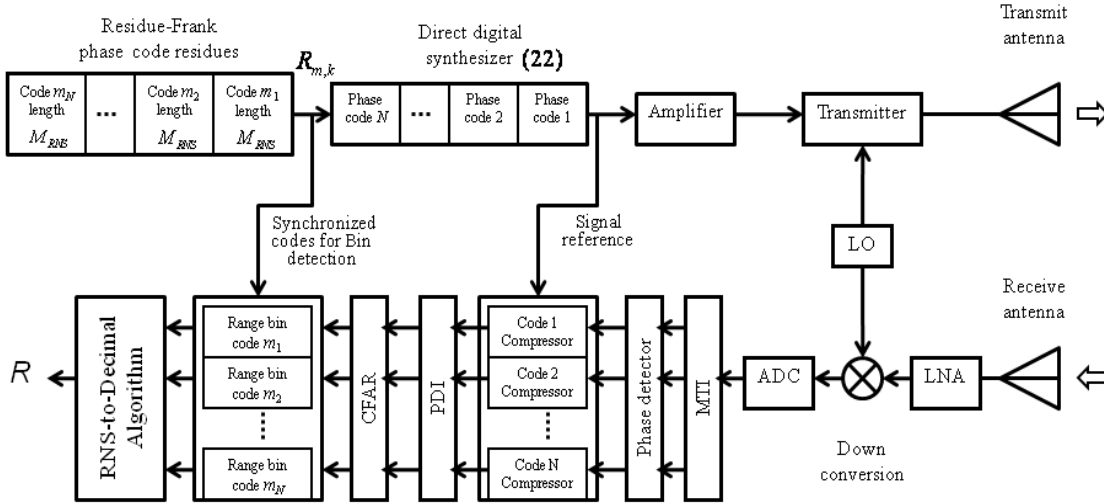 Residue-Frank
phase code residues
Code m_N
length
M_RNS
...
Code m_2
length
M_RNS
Code m_1
length
M_RNS
R_m,k
Direct digital
synthesizer (22)
Phase
code N
...
Phase
code 2
Phase
code 1
Amplifier
Transmitter
Transmit
antenna
Synchronized
codes for Bin
detection
Signal
reference
LO
Receive
antenna
R
RNS-to-Decimal
Algorithm
Range bin
code m_1
Range bin
code m_2
Range bin
code m_N
CFAR
PDI
Code 1
Compressor
Code 2
Compressor
Code N
Compressor
Phase detector
MTI
ADC
LNA
Down
conversion